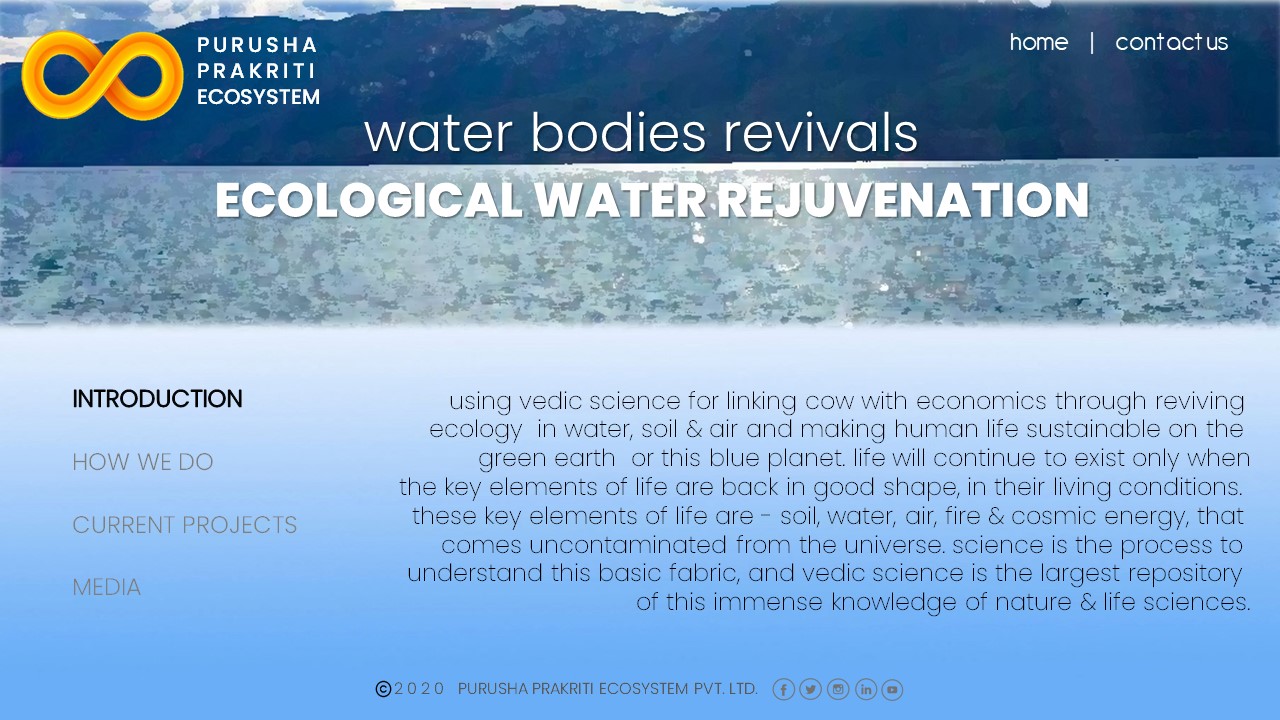 PURUSHA
PRAKRITI
ECOSYSTEM
home | contact us
water bodies revivals
ECOLOGICAL WATER REJUVENATION
INTRODUCTION
HOW WE DO
CURRENT PROJECTS
MEDIA
using vedic science for linking cow with economics through reviving
ecology in water, soil & air and making human life sustainable on the
green earth or this blue planet. life will continue to exist only when
the key elements of life are back in good shape, in their living conditions.
these key elements of life are - soil, water, air, fire & cosmic energy, that
comes uncontaminated from the universe. science is the process to
understand this basic fabric, and vedic science is the largest repository
of this immense knowledge of nature & life sciences.
©2020 PURUSHA PRAKRITI ECOSYSTEM PVT. LTD.